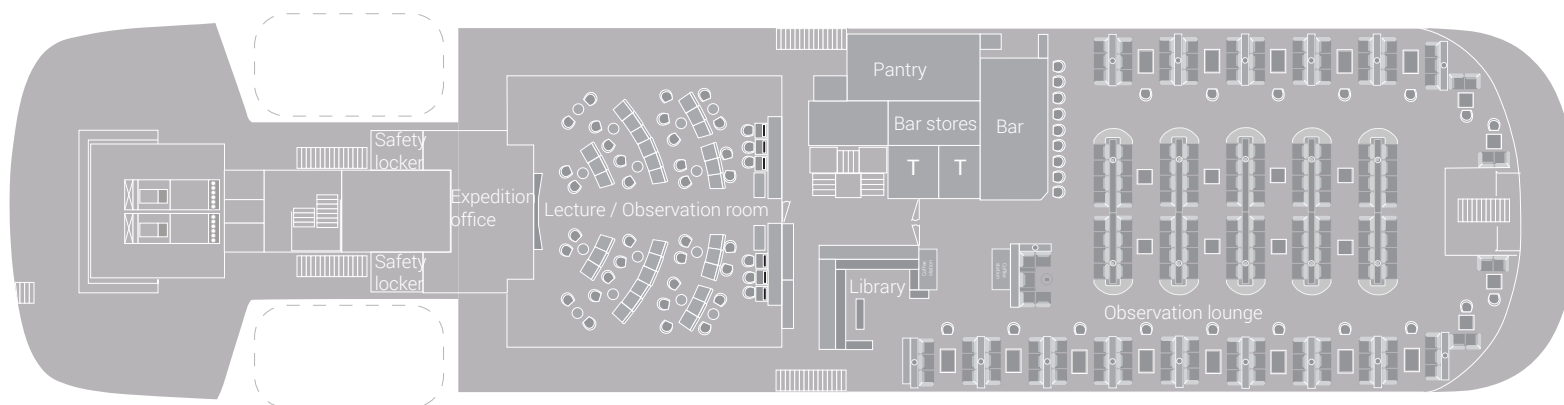 Safety
locker
Expedition
office
Safety
locker
Lecture / Observation room
Pantry
Bar stores
Bar
T
T
Library
Observation lounge